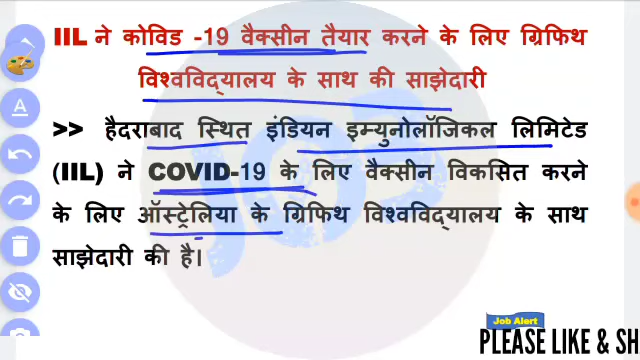 IIL ने कोविड -19 वैक्सीन तैयार करने के लिए ग्रिफिथ
विश्वविद्यालय के साथ की साझेदारी
>> हैदराबाद स्थित इंडियन इम्युनोलॉजिकल लिमिटेड
(IIL) ने COVID-19 के लिए वैक्सीन विकसित करने
के लिए ऑस्ट्रेलिया के ग्रिफिथ विश्वविद्यालय के साथ
साझेदारी की है।
JOB
Job Alert
PLEASE LIKE & SH